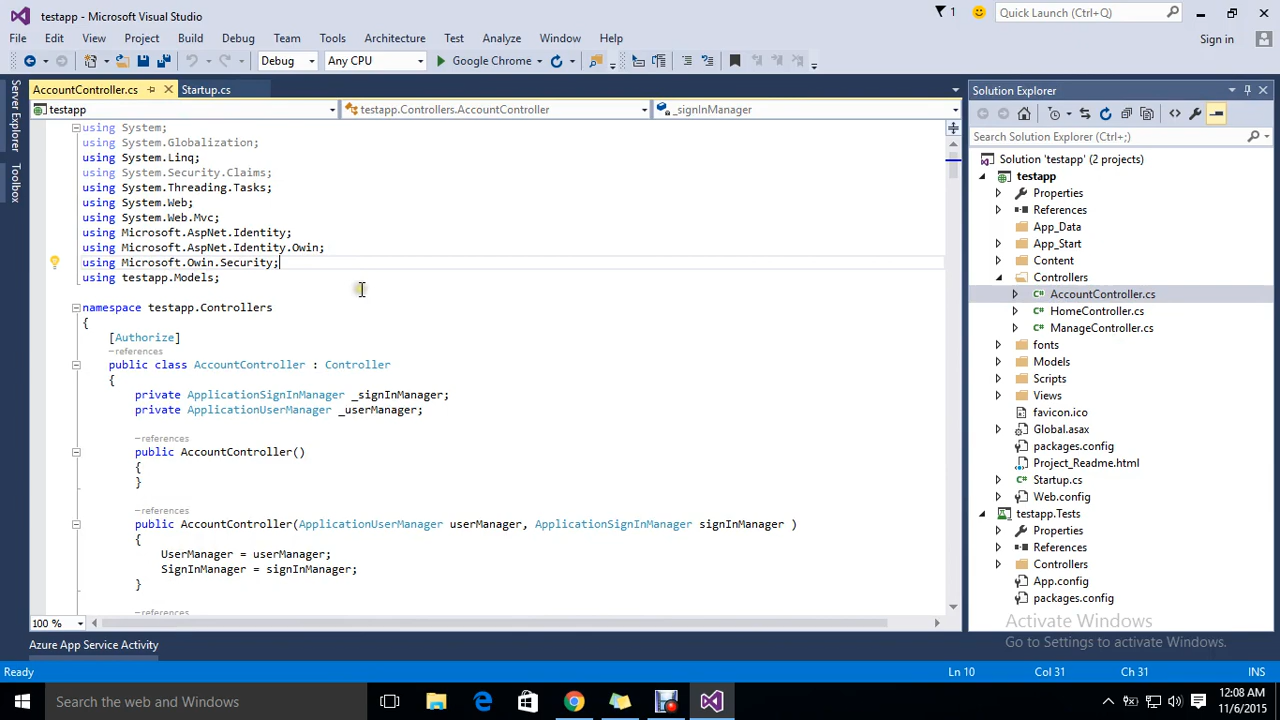 testapp - Microsoft Visual Studio
1
Quick Launch (Ctrl+Q)
File Edit View Project Build Debug Team Tools Architecture Test Analyze Window Help
Sign in
Debug Any CPU Google Chrome
Server Explorer
Toolbox
AccountController.cs Startup.cs
testapp testapp.Controllers.AccountController _signInManager
using System;
using System.Globalization;
using System.Linq;
using System.Security.Claims;
using System.Threading.Tasks;
using System.Web;
using System.Web.Mvc;
using Microsoft.AspNet.Identity;
using Microsoft.AspNet.Identity.Owin;
using Microsoft.Owin.Security;
using testapp.Models;
namespace testapp.Controllers
{
[Authorize]
-references
public class AccountController : Controller
{
private ApplicationSignInManager _signInManager;
private ApplicationUserManager _userManager;
-references
public AccountController()
{
}
-references
public AccountController(ApplicationUserManager userManager, ApplicationSignInManager signInManager )
{
UserManager = userManager;
SignInManager = signInManager;
}
-references
100 %
Azure App Service Activity
Solution Explorer
Search Solution Explorer (Ctrl+;)
Solution 'testapp' (2 projects)
testapp
Properties
References
App_Data
App_Start
Content
Controllers
C# AccountController.cs
C# HomeController.cs
C# ManageController.cs
fonts
Models
Scripts
Views
favicon.ico
Global.asax
packages.config
Project_Readme.html
C# Startup.cs
Web.config
testapp.Tests
Properties
References
Controllers
App.config
packages.config
Activate Windows
Go to Settings to activate Windows.
Ready Ln 10 Col 31 Ch 31 INS
Search the web and Windows
12:08 AM
11/6/2015